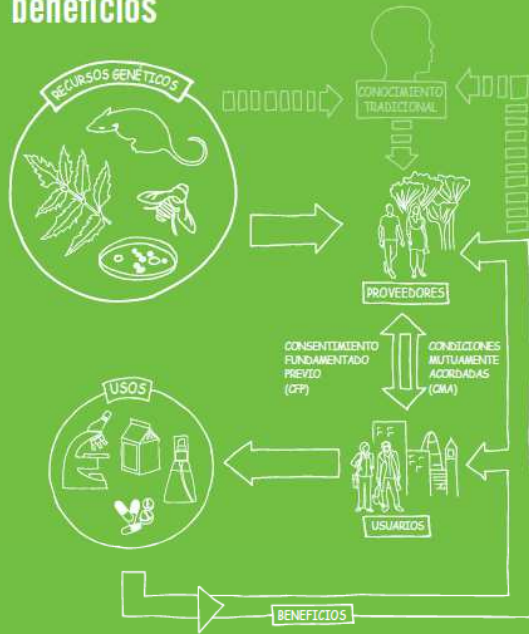 beneficios
RECURSOS GENÉTICOS
CONOCIMIENTO
TRADICIONAL
PROVEEDORES
CONSENTIMIENTO
FUNDAMENTADO
PREVIO
(CFP)
CONDICIONES
MUTUAMENTE
ACORDADAS
(CMA)
USOS
USUARIOS
BENEFICIOS